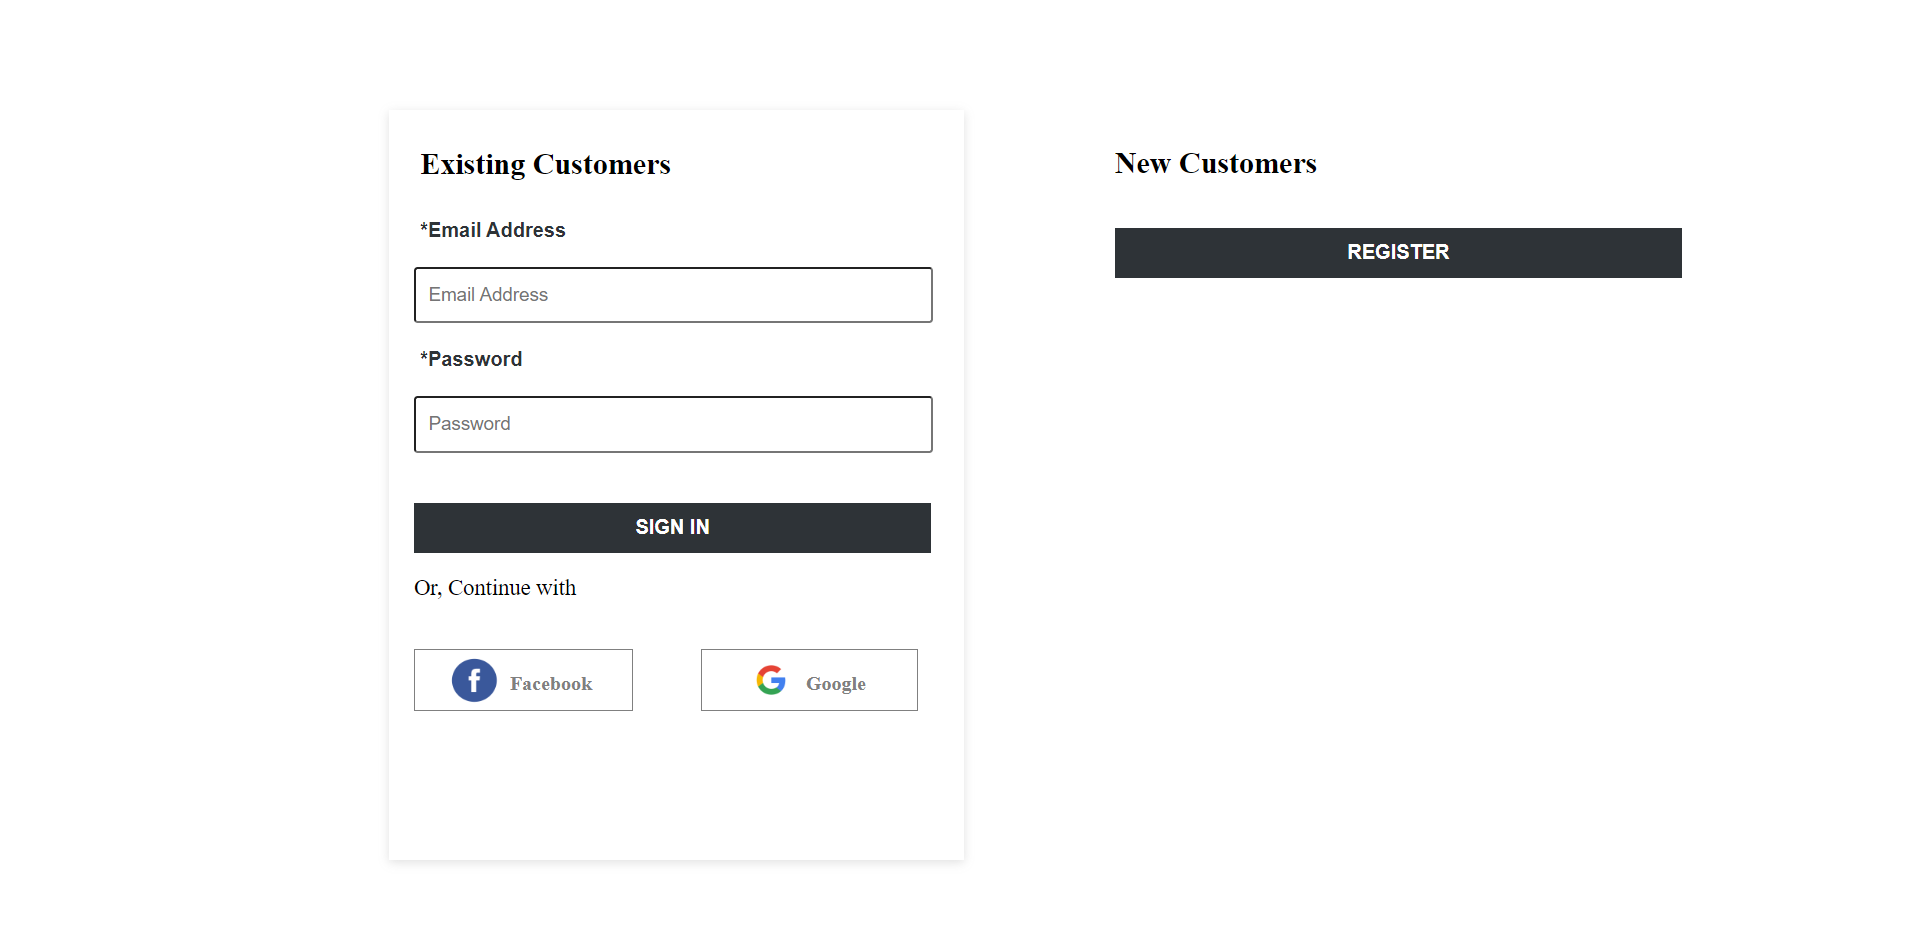 Existing Customers
*Email Address
Email Address
*Password
Password
SIGN IN
Or, Continue with
Facebook
Google
New Customers
REGISTER